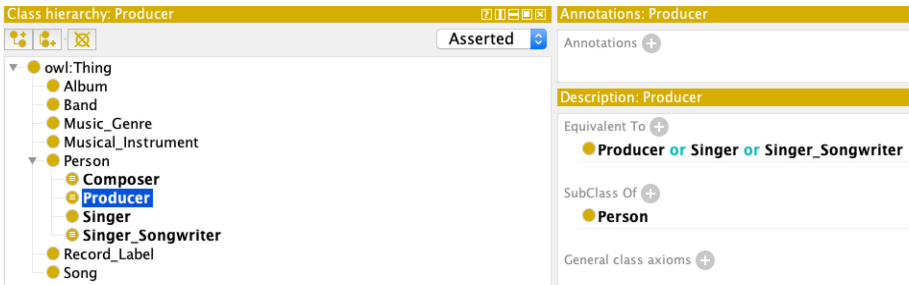 Class hierarchy: Producer
Asserted
owl:Thing
Album
Band
Music_Genre
Musical_Instrument
Person
Composer
Producer
Singer
Singer_Songwriter
Record_Label
Song
Annotations: Producer
Annotations
Description: Producer
Equivalent To
Producer or Singer or Singer_Songwriter
SubClass Of
Person
General class axioms